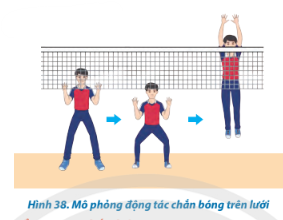 Hình 38. Mô phỏng động tác chắn bóng trên lưới